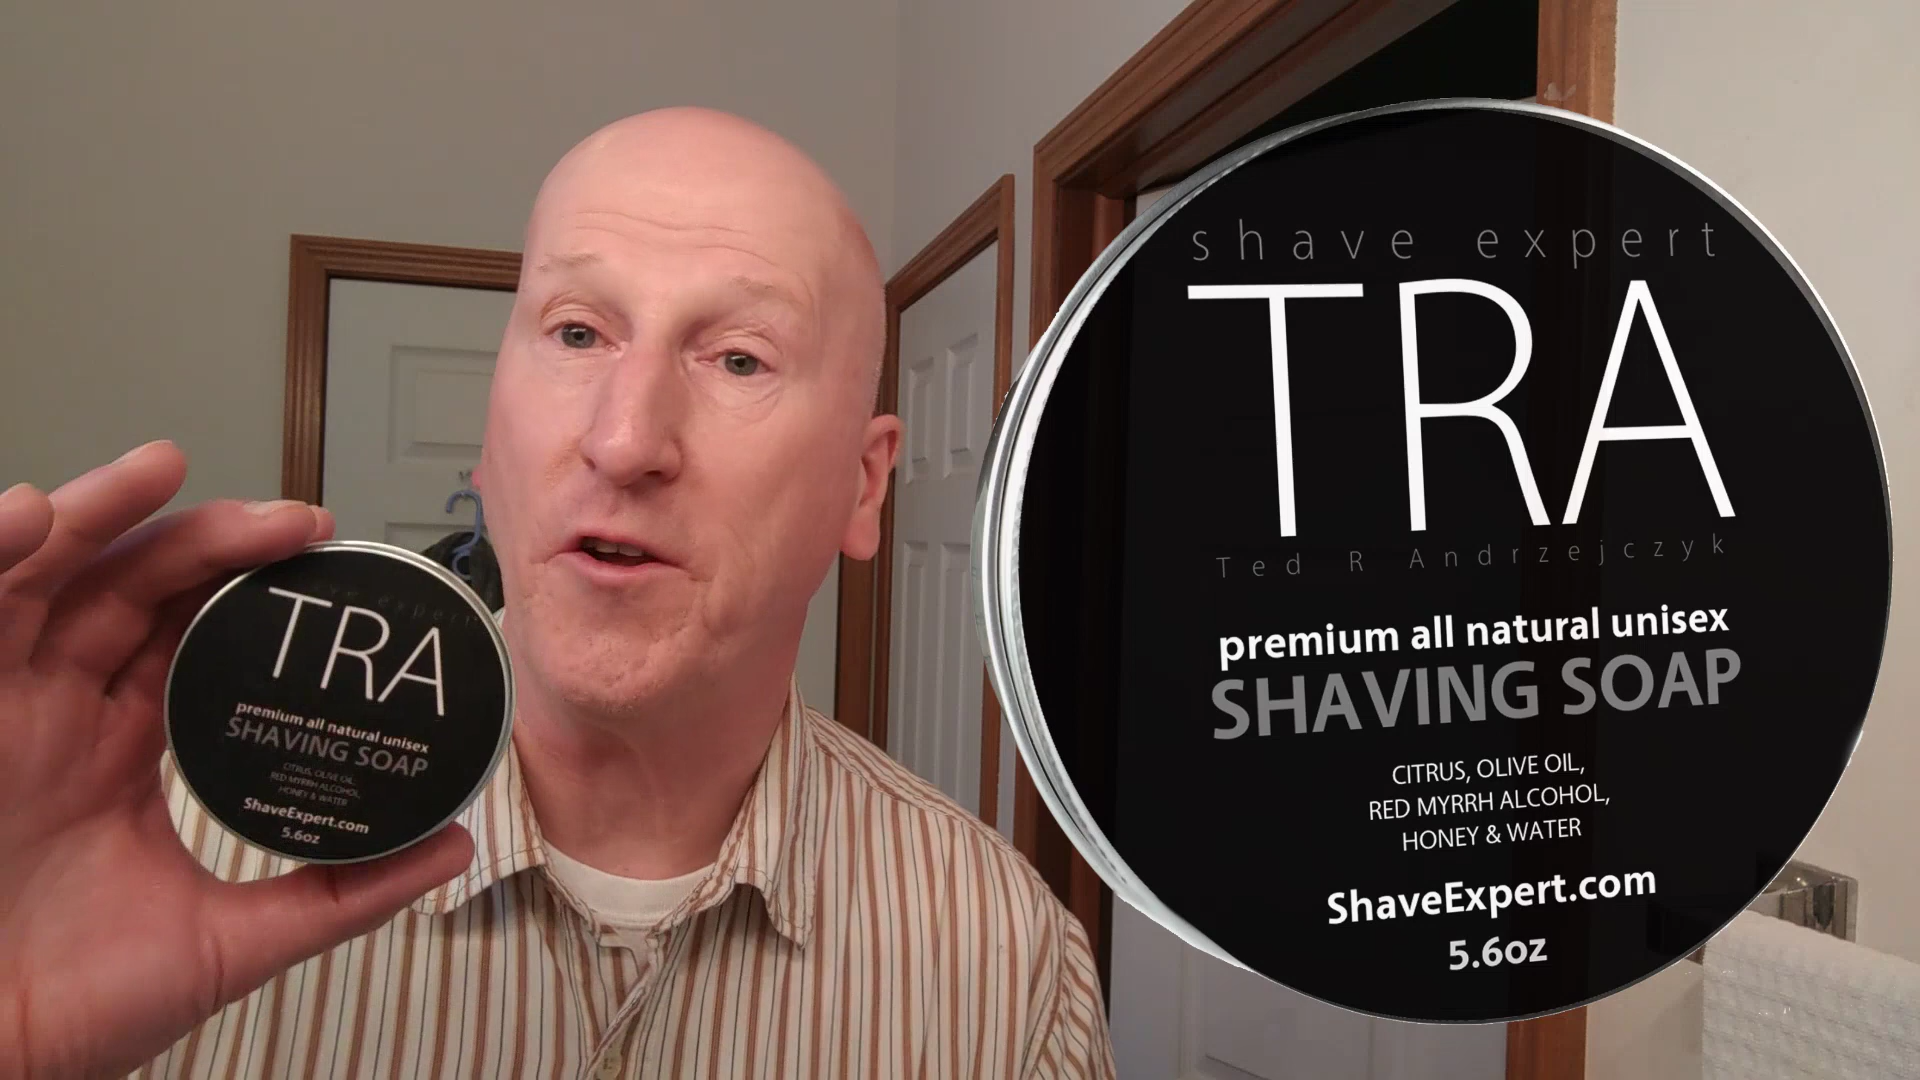 TRA
premium all natural unisex
SHAVING SOAP
CITRUS, OLIVE OIL,
RED MYRRH ALCOHOL,
HONEY & WATER
ShaveExpert.com
5.6oz
shave expert
TRA
Ted R Andrzejczyk
premium all natural unisex
SHAVING SOAP
CITRUS, OLIVE OIL,
RED MYRRH ALCOHOL,
HONEY & WATER
ShaveExpert.com
5.6oz